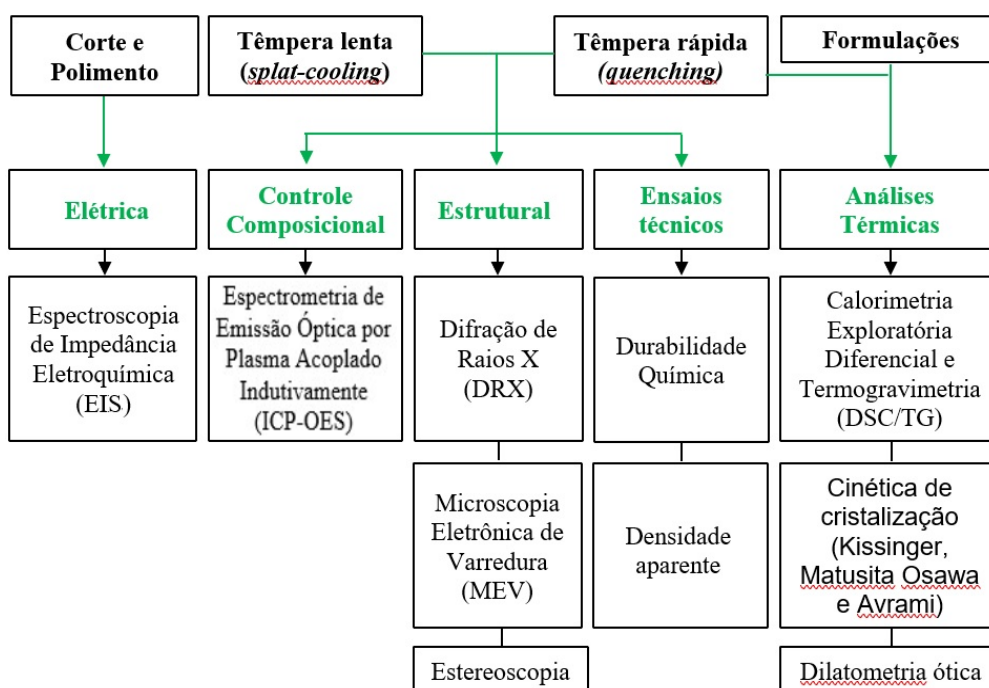 Corte e
Polimento
Têmpera lenta
(splat-cooling)
Têmpera rápida
(quenching)
Formulações
Elétrica
Controle
Composicional
Estrutural
Ensaios
técnicos
Análises
Térmicas
Espectroscopia
de Impedância
Eletroquímica
(EIS)
Espectrometria de
Emissão Óptica por
Plasma Acoplado
Indutivamente
(ICP-OES)
Difração de
Raios X
(DRX)
Durabilidade
Química
Calorimetria
Exploratória
Diferencial e
Termogravimetria
(DSC/TG)
Microscopia
Eletrônica de
Varredura
(MEV)
Densidade
aparente
Cinética de
cristalização
(Kissinger,
Matusita Osawa
e Avrami)
Estereoscopia
Dilatometria ótica